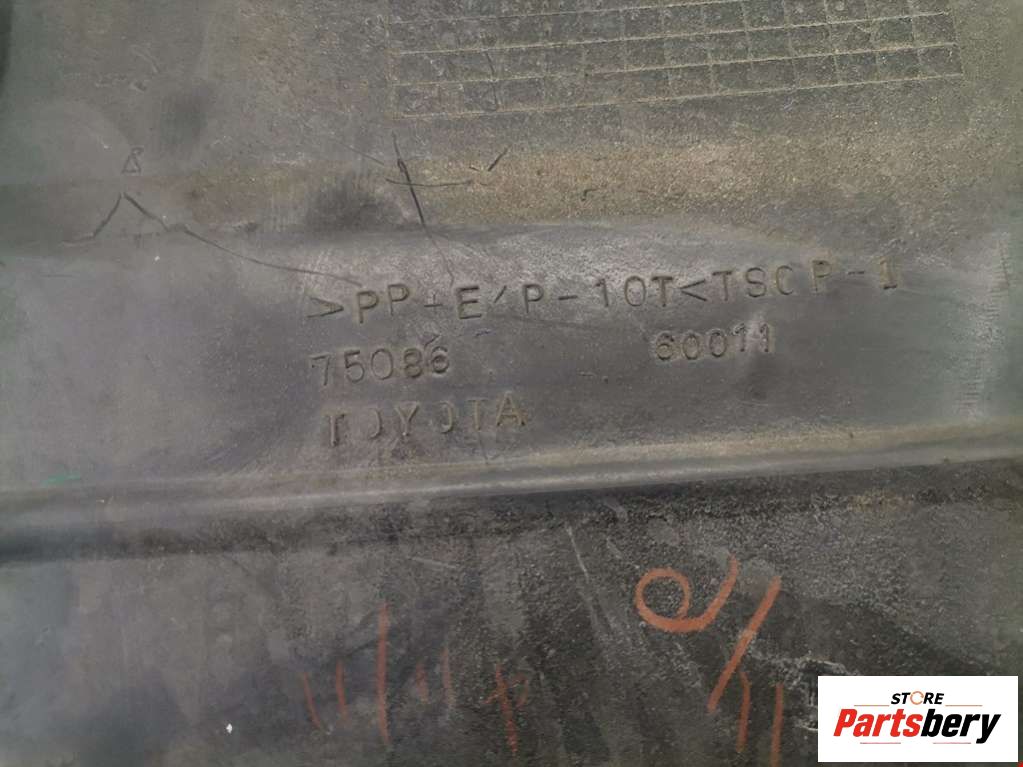 >PP+E/P-10T<TSOP-1
75086 60011
TOYOTA
STORE
Partsbery